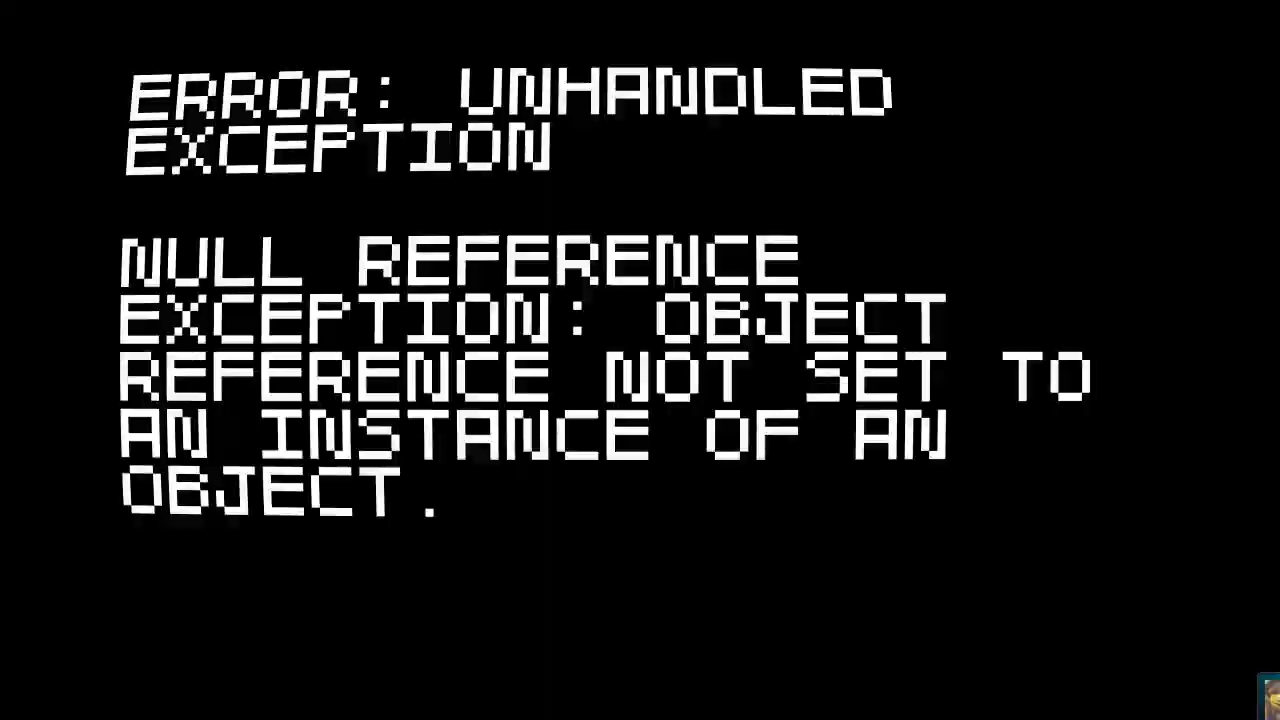 ERROR: UNHANDLED
EXCEPTION
NULL REFERENCE
EXCEPTION: OBJECT
REFERENCE NOT SET TO
AN INSTANCE OF AN
OBJECT.